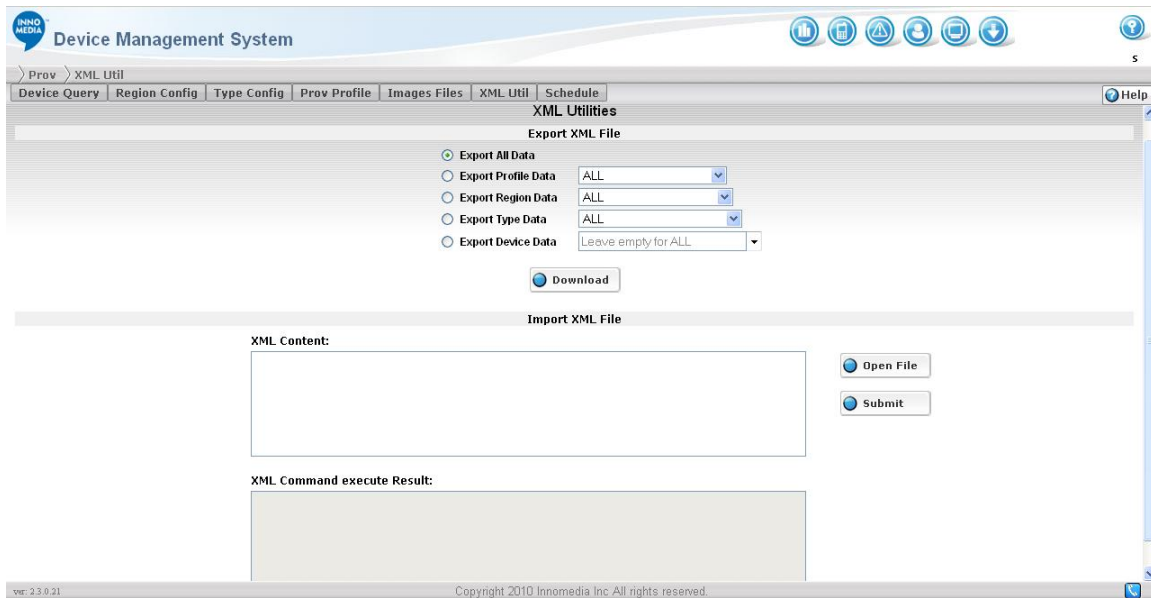 INNO
MEDIA
Device Management System
s
Prov XML Util
Device Query Region Config Type Config Prov Profile Images Files XML Util Schedule Help
XML Utilities
Export XML File
Export All Data
Export Profile Data ALL
Export Region Data ALL
Export Type Data ALL
Export Device Data Leave empty for ALL
Download
Import XML File
XML Content:
Open File
Submit
XML Command execute Result:
ver: 2.3.0.21 Copyright 2010 Innomedia Inc All rights reserved.